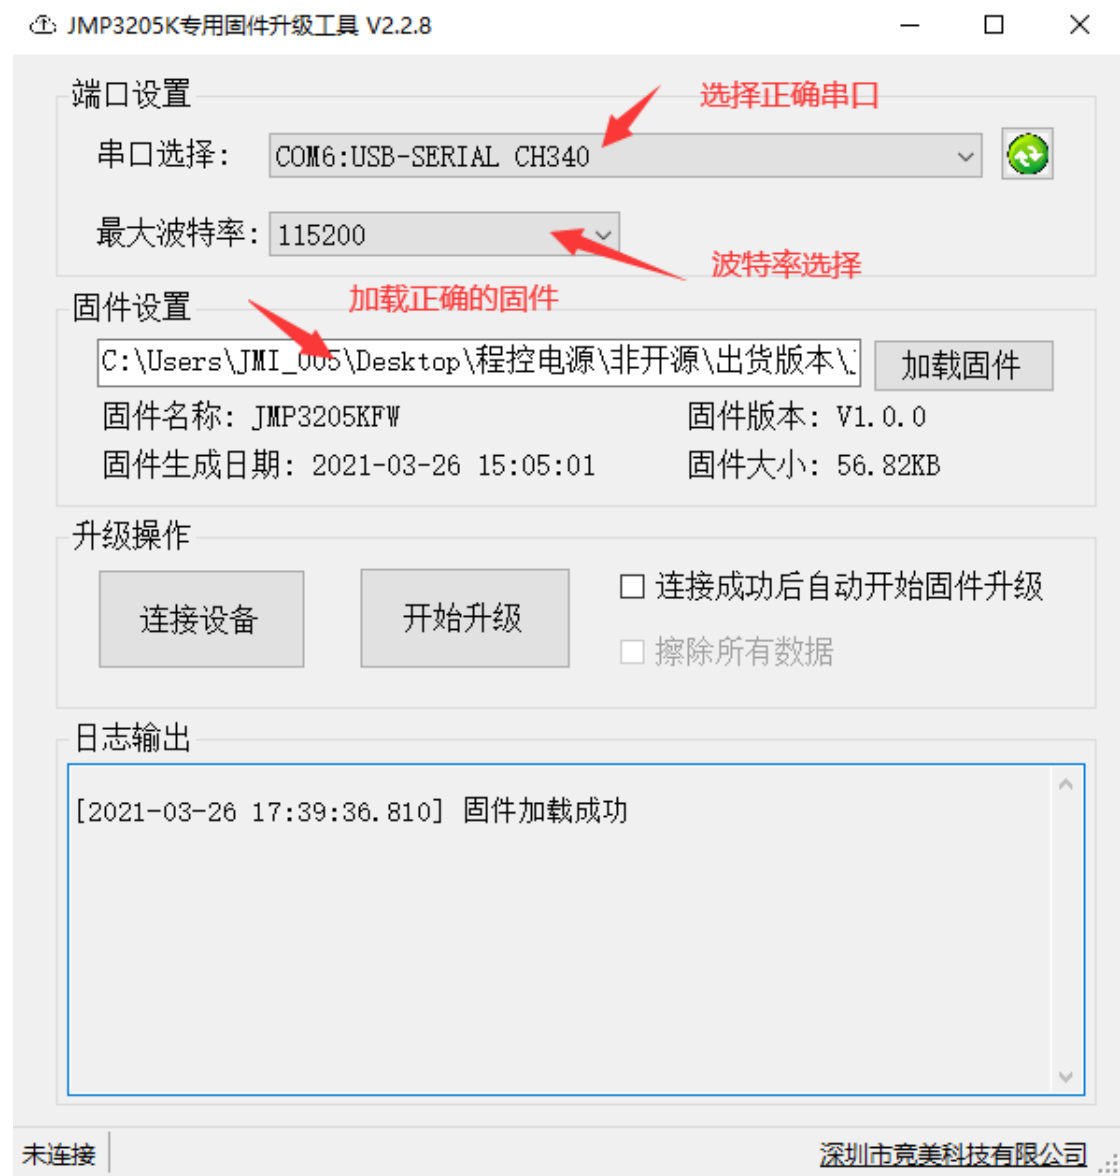 JMP3205K专用固件升级工具 V2.2.8
端口设置
选择正确串口
串口选择: COM6:USB-SERIAL CH340
最大波特率: 115200
波特率选择
固件设置
加载正确的固件
C:\Users\JMI_005\Desktop\程控电源\非开源\出货版本\
加载固件
固件名称: JMP3205KFW 固件版本: V1.0.0
固件生成日期: 2021-03-26 15:05:01 固件大小: 56.82KB
升级操作
连接设备 开始升级
连接成功后自动开始固件升级
擦除所有数据
日志输出
[2021-03-26 17:39:36.810] 固件加载成功
未连接 深圳市竞美科技有限公司